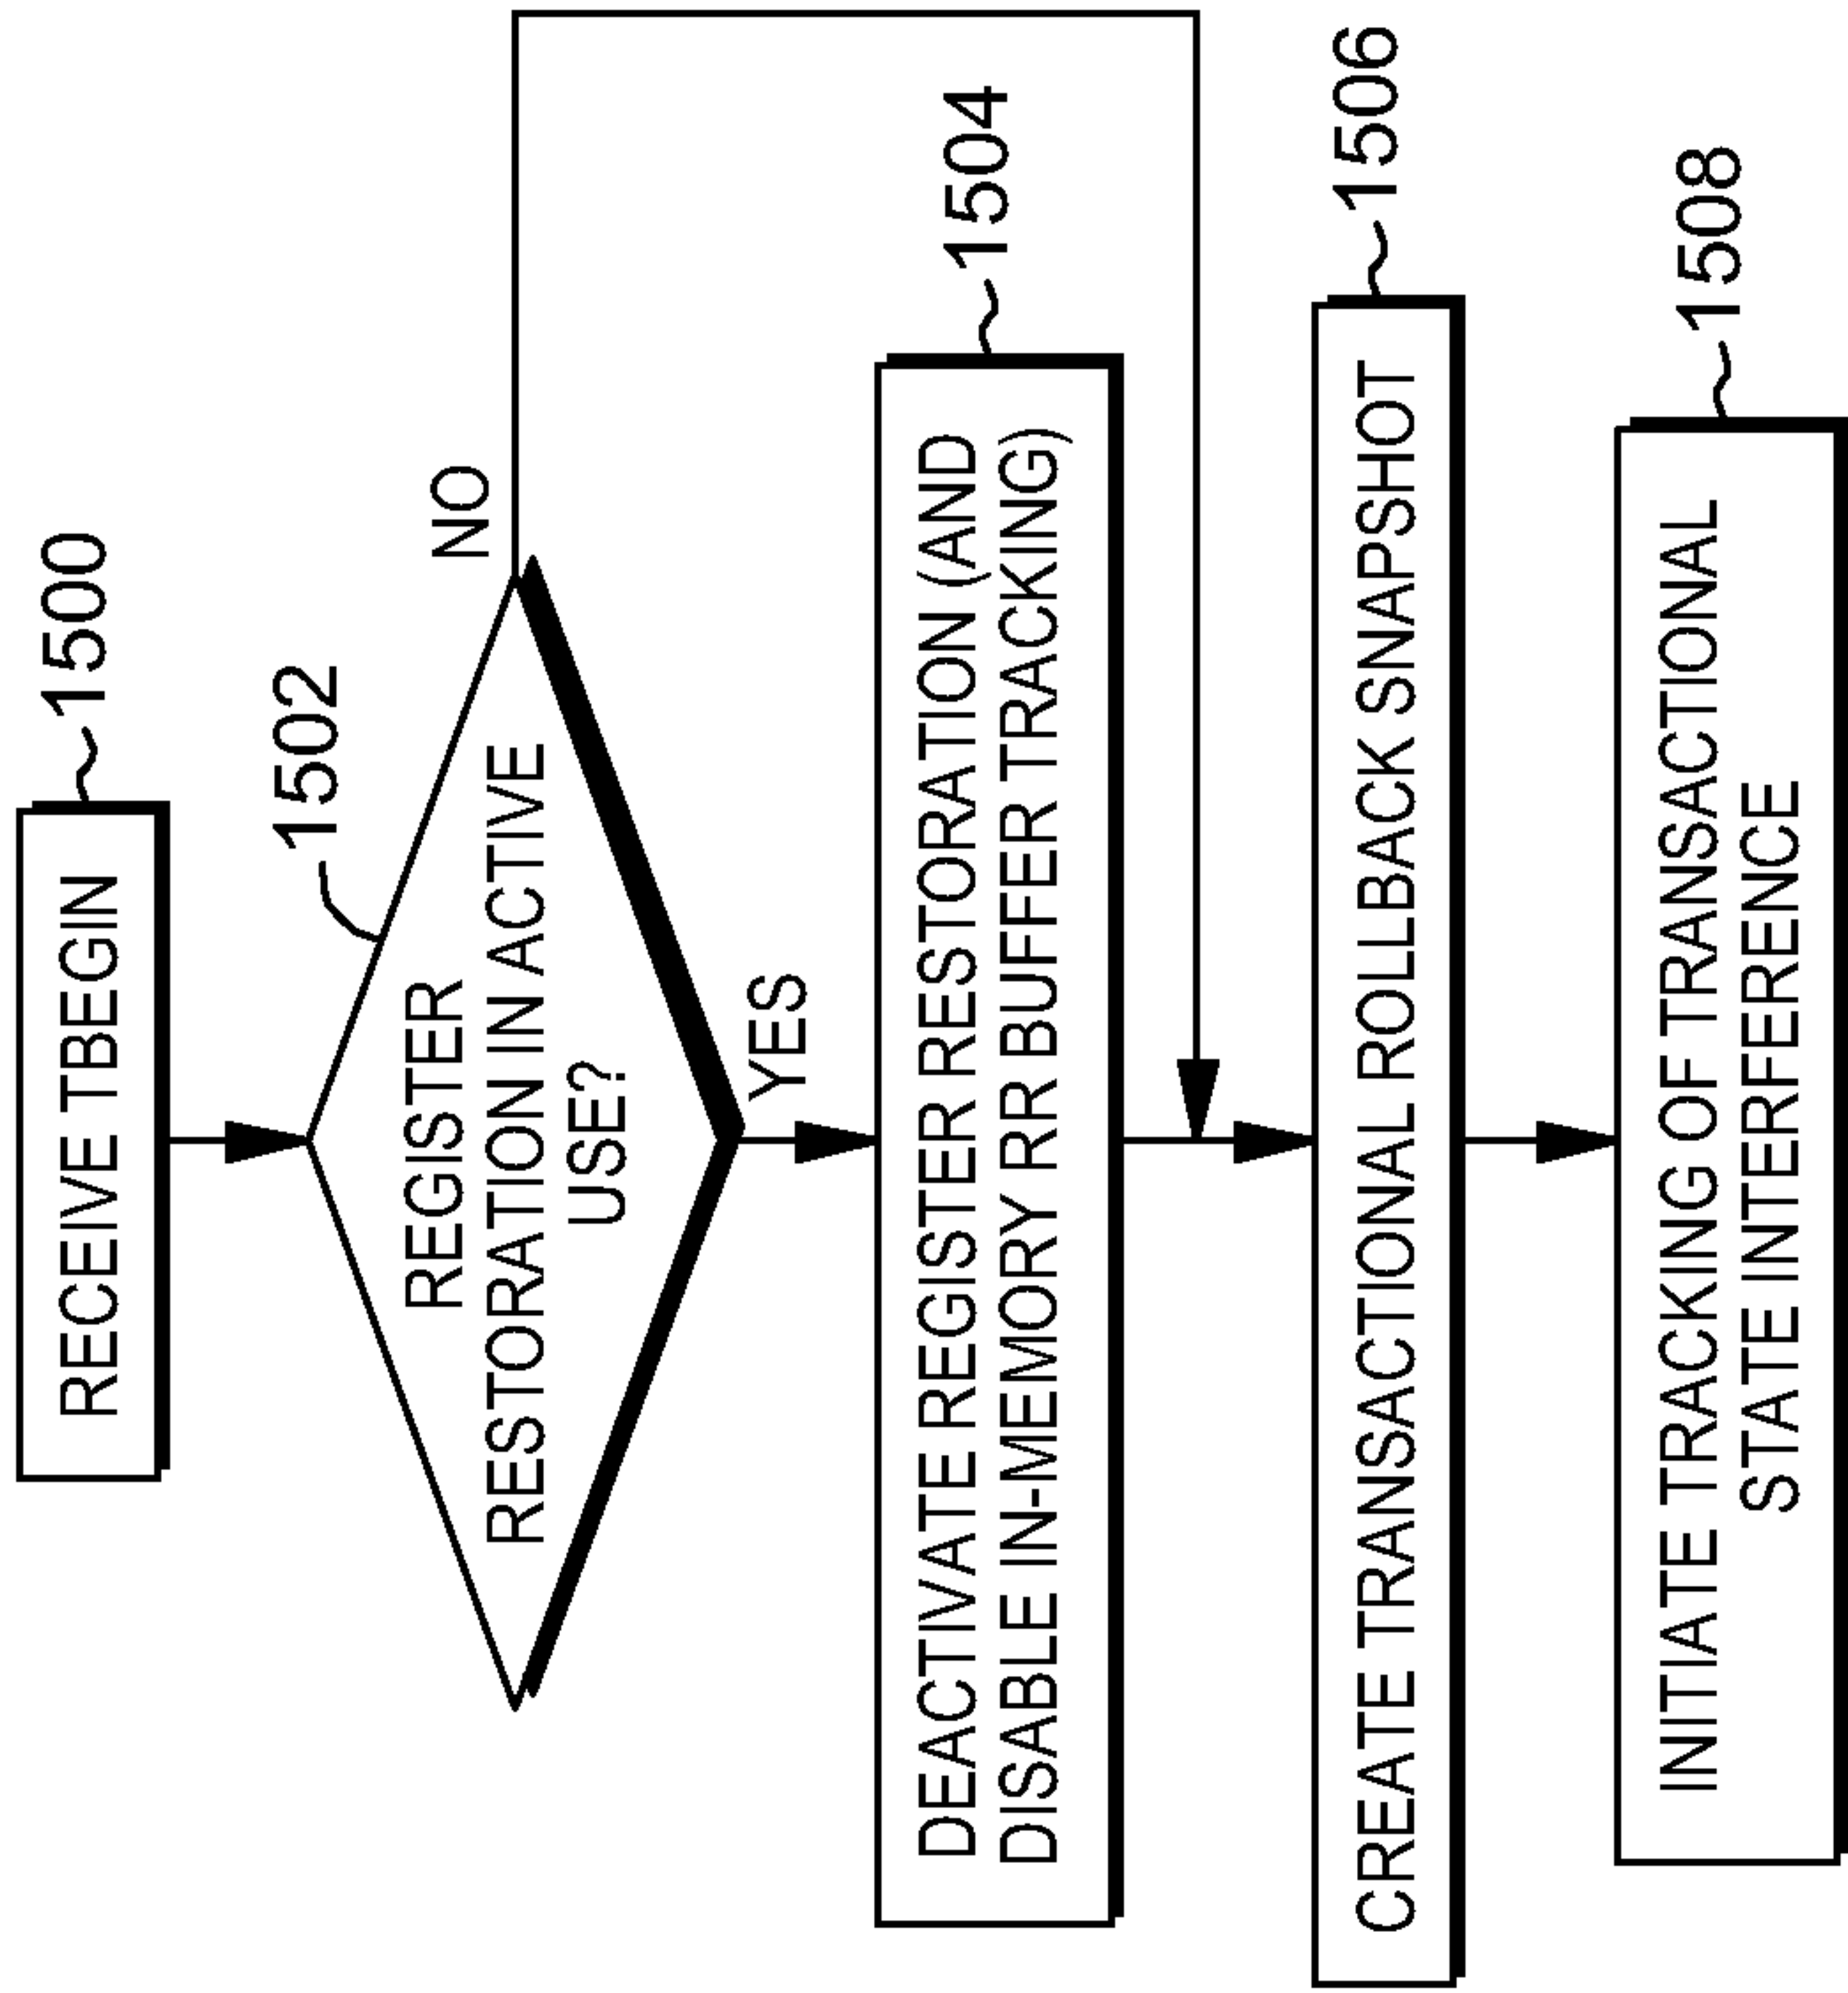 RECEIVE TBEGIN
1500
1502
REGISTER
RESTORATION IN ACTIVE
USE?
NO
YES
DEACTIVATE REGISTER RESTORATION (AND
DISABLE IN-MEMORY RR BUFFER TRACKING)
1504
CREATE TRANSACTIONAL ROLLBACK SNAPSHOT
1506
INITIATE TRACKING OF TRANSACTIONAL
STATE INTERFERENCE
1508